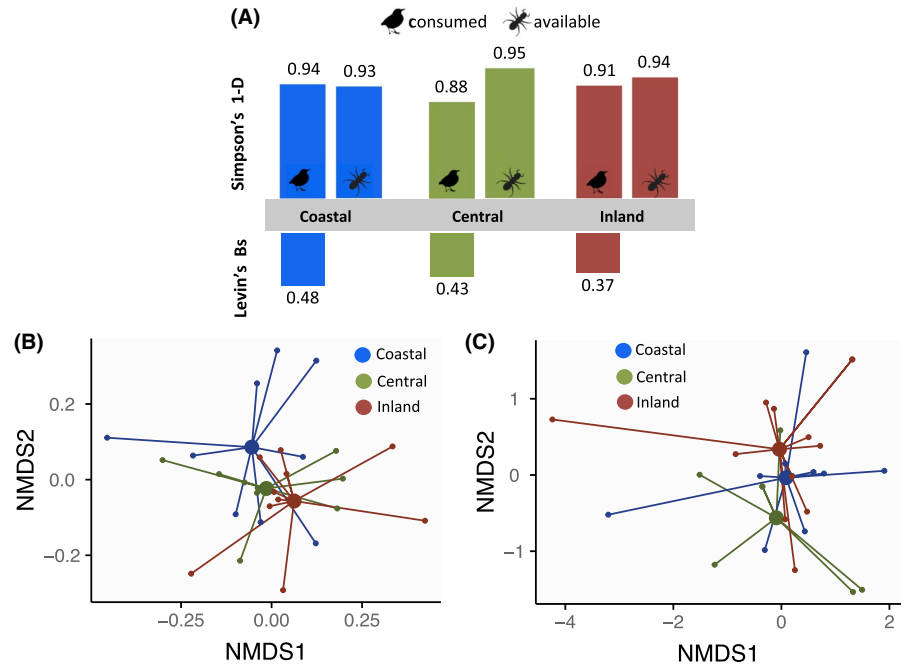 (A)
consumed available
0.94 0.93 0.88 0.95 0.91 0.94
Simpson's 1-D
Coastal Central Inland
Levin's Bs
0.48 0.43 0.37
(B)
Coastal
Central
Inland
NMDS2
0.2
0.0
−0.2
−0.25 0.00 0.25
NMDS1
(C)
Coastal
Central
Inland
NMDS2
1
0
−1
−4 −2 0 2
NMDS1